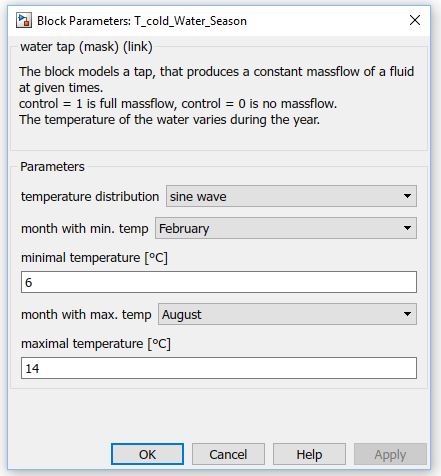 Block Parameters: T_cold_Water_Season
water tap (mask) (link)
The block models a tap, that produces a constant massflow of a fluid
at given times.
control = 1 is full massflow, control = 0 is no massflow.
The temperature of the water varies during the year.
Parameters
temperature distribution sine wave
month with min. temp February
minimal temperature [°C]
6
month with max. temp August
maximal temperature [°C]
14
OK Cancel Help Apply